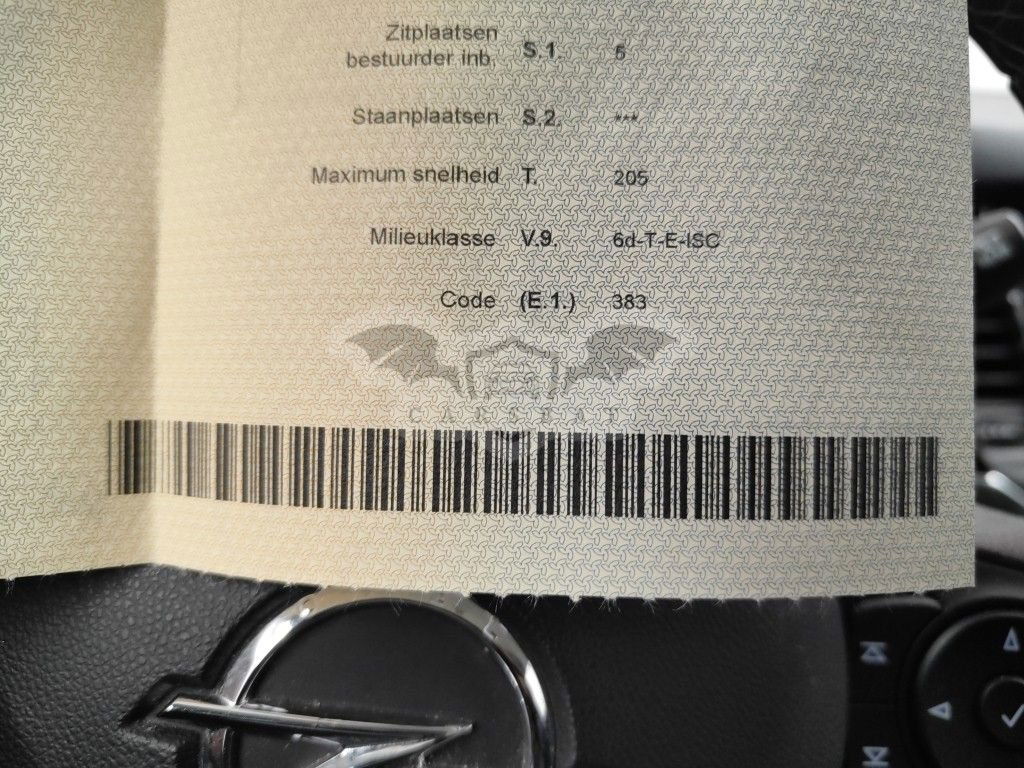 Zitplaatsen
bestuurder inb. S.1. 5
Staanplaatsen S.2. ***
Maximum snelheid T. 205
Milieuklasse V.9. 6d-T-E-ISC
Code (E.1.) 383